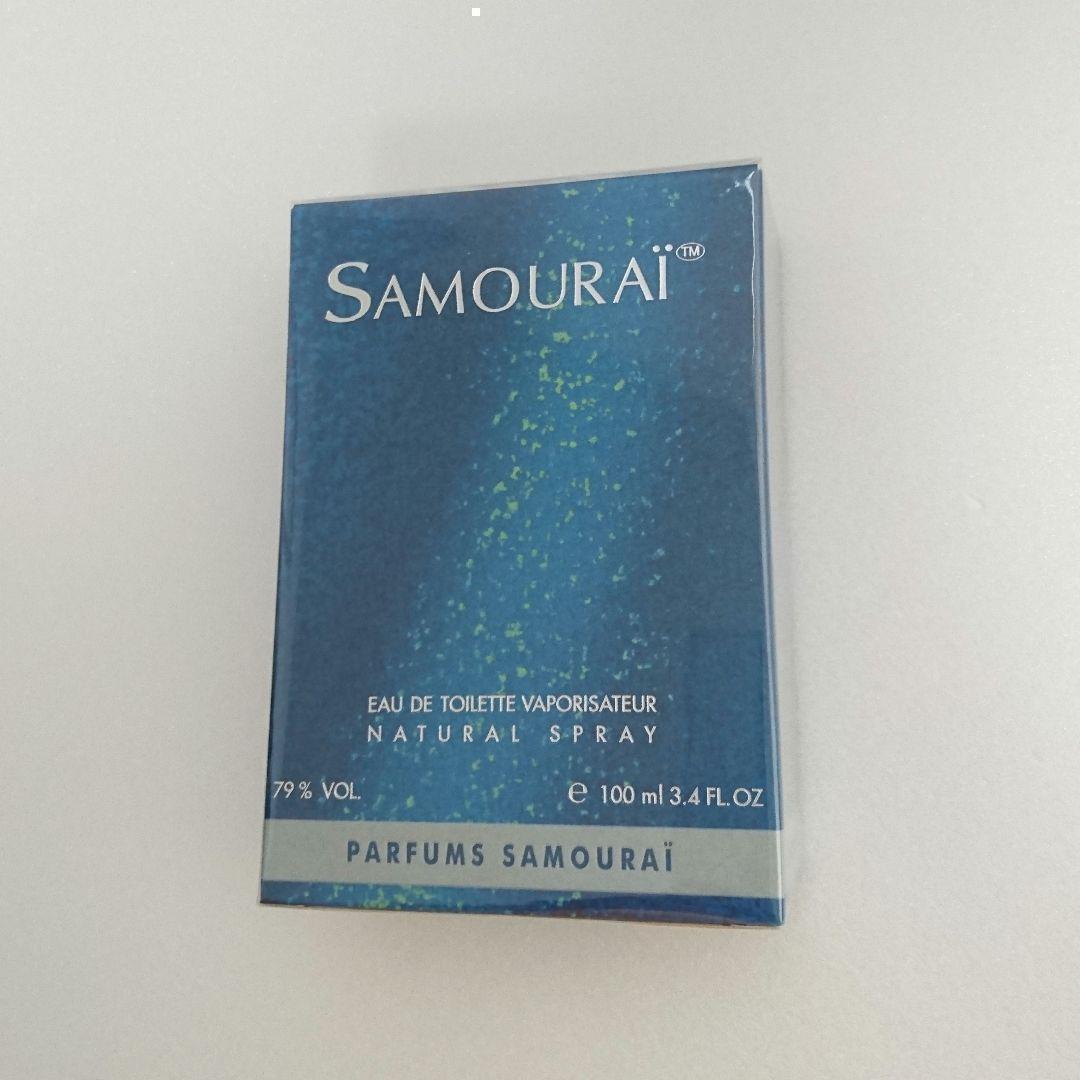 SAMOURAÏ™
EAU DE TOILETTE VAPORISATEUR
NATURAL SPRAY
79% VOL. ℮ 100 ml 3.4 FL.OZ
PARFUMS SAMOURAÏ